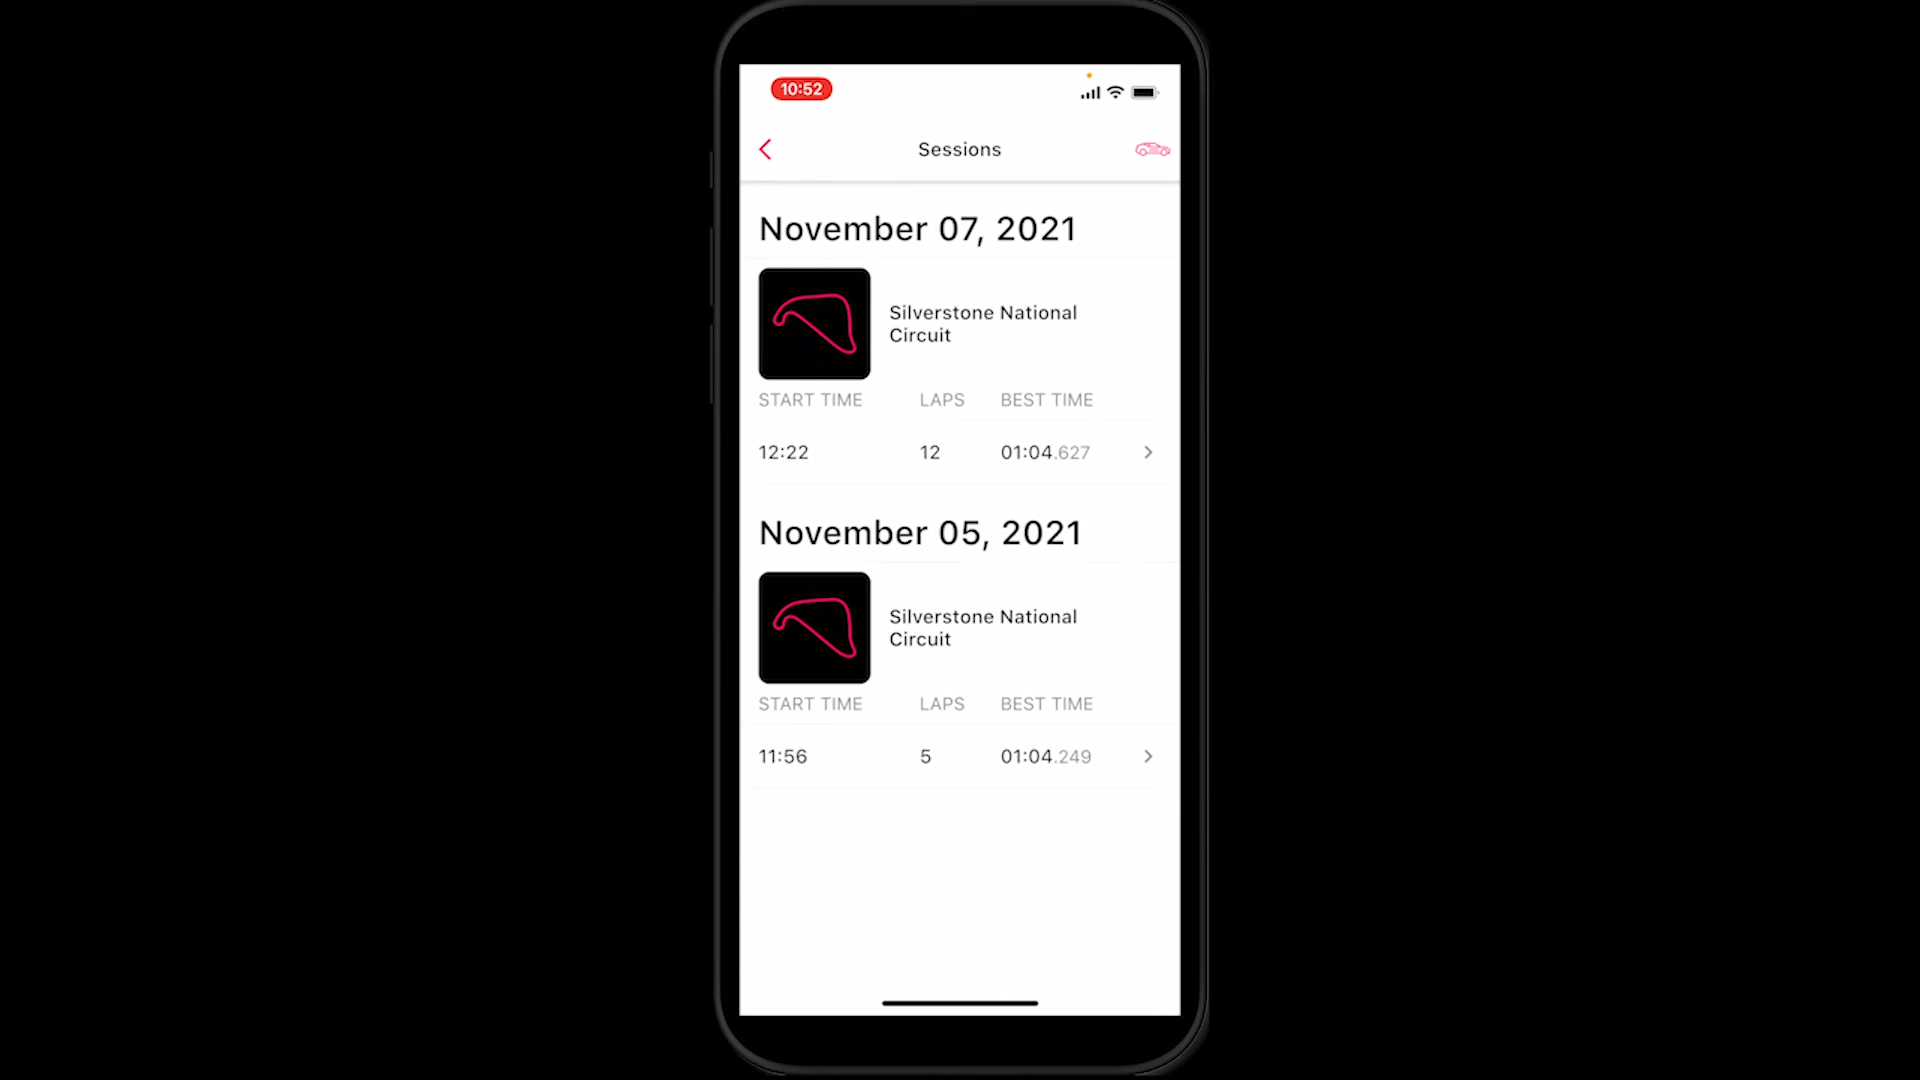 10:52
Sessions
November 07, 2021
Silverstone National
Circuit
START TIME LAPS BEST TIME
12:22 12 01:04.627
November 05, 2021
Silverstone National
Circuit
START TIME LAPS BEST TIME
11:56 5 01:04.249